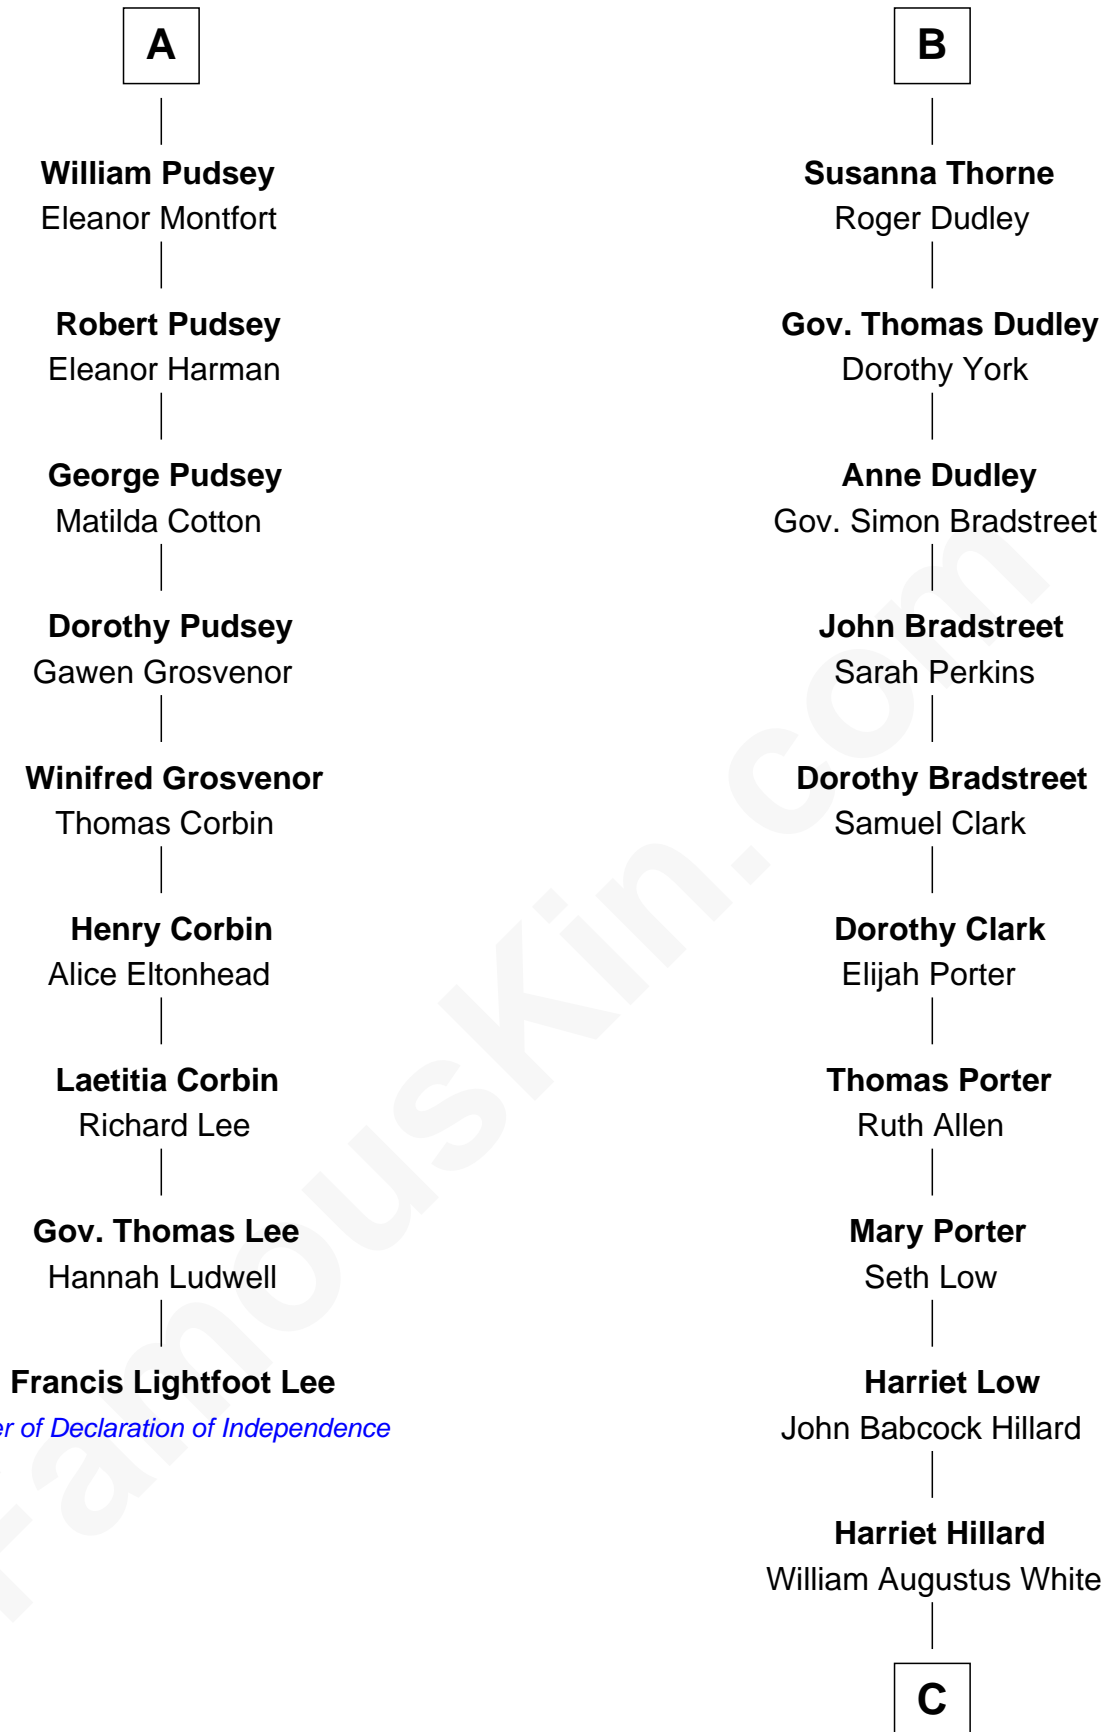 A
William Pudsey
Eleanor Montfort
Robert Pudsey
Eleanor Harman
George Pudsey
Matilda Cotton
Dorothy Pudsey
Gawen Grosvenor
Winifred Grosvenor
Thomas Corbin
Henry Corbin
Alice Eltonhead
Laetitia Corbin
Richard Lee
Gov. Thomas Lee
Hannah Ludwell
Francis Lightfoot Lee
of Declaration of Independence
B
Susanna Thorne
Roger Dudley
Gov. Thomas Dudley
Dorothy York
Anne Dudley
Gov. Simon Bradstreet
John Bradstreet
Sarah Perkins
Dorothy Bradstreet
Samuel Clark
Dorothy Clark
Elijah Porter
Thomas Porter
Ruth Allen
Mary Porter
Seth Low
Harriet Low
John Babcock Hillard
Harriet Hillard
William Augustus White
C
FamousKin.com